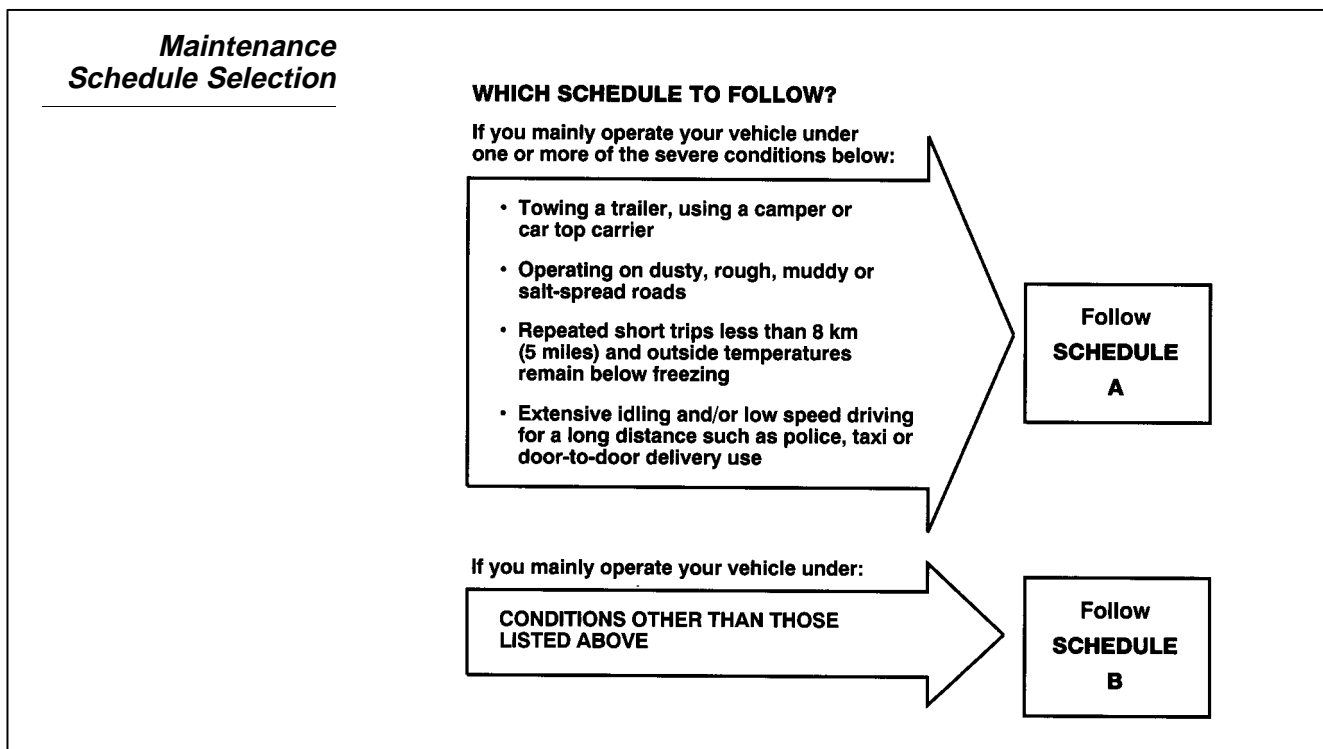 Maintenance
Schedule Selection
WHICH SCHEDULE TO FOLLOW?
If you mainly operate your vehicle under
one or more of the severe conditions below:
• Towing a trailer, using a camper or
car top carrier
• Operating on dusty, rough, muddy or
salt-spread roads
• Repeated short trips less than 8 km
(5 miles) and outside temperatures
remain below freezing
• Extensive idling and/or low speed driving
for a long distance such as police, taxi or
door-to-door delivery use
Follow
SCHEDULE
A
If you mainly operate your vehicle under:
CONDITIONS OTHER THAN THOSE
LISTED ABOVE
Follow
SCHEDULE
B